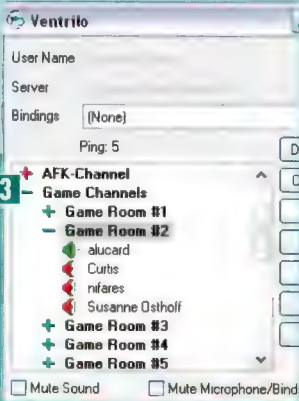 Ventrilo
User Name
Server
Bindings (None)
Ping: 5
D
3 + AFK-Channel
− Game Channels
+ Game Room #1
− Game Room #2
alucard
Curtis
nifares
Susanne Osthoff
+ Game Room #3
+ Game Room #4
+ Game Room #5
Mute Sound Mute Microphone/Bind